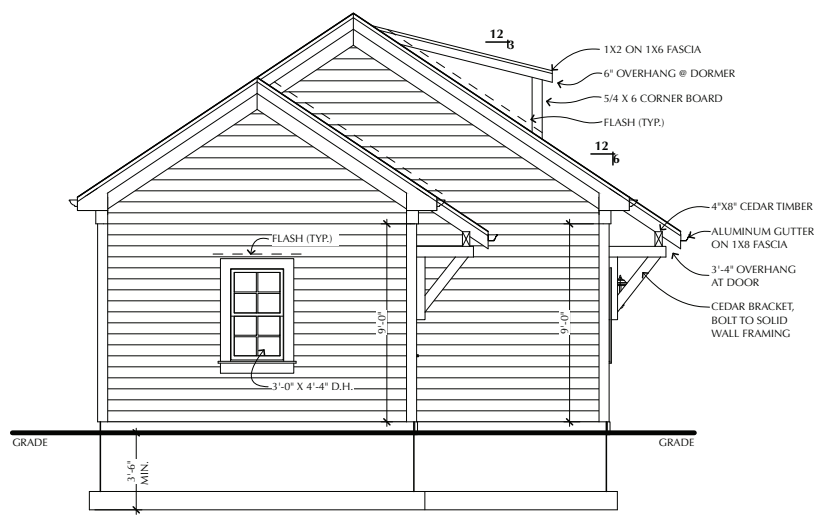 12
3
1X2 ON 1X6 FASCIA
6" OVERHANG @ DORMER
5/4 X 6 CORNER BOARD
FLASH (TYP.)
12
6
4"X8" CEDAR TIMBER
ALUMINUM GUTTER
ON 1X8 FASCIA
3'-4" OVERHANG
AT DOOR
CEDAR BRACKET,
BOLT TO SOLID
WALL FRAMING
FLASH (TYP.)
9'-0"
9'-0"
3'-0" X 4'-4" D.H.
GRADE
GRADE
3'-6"
MIN.